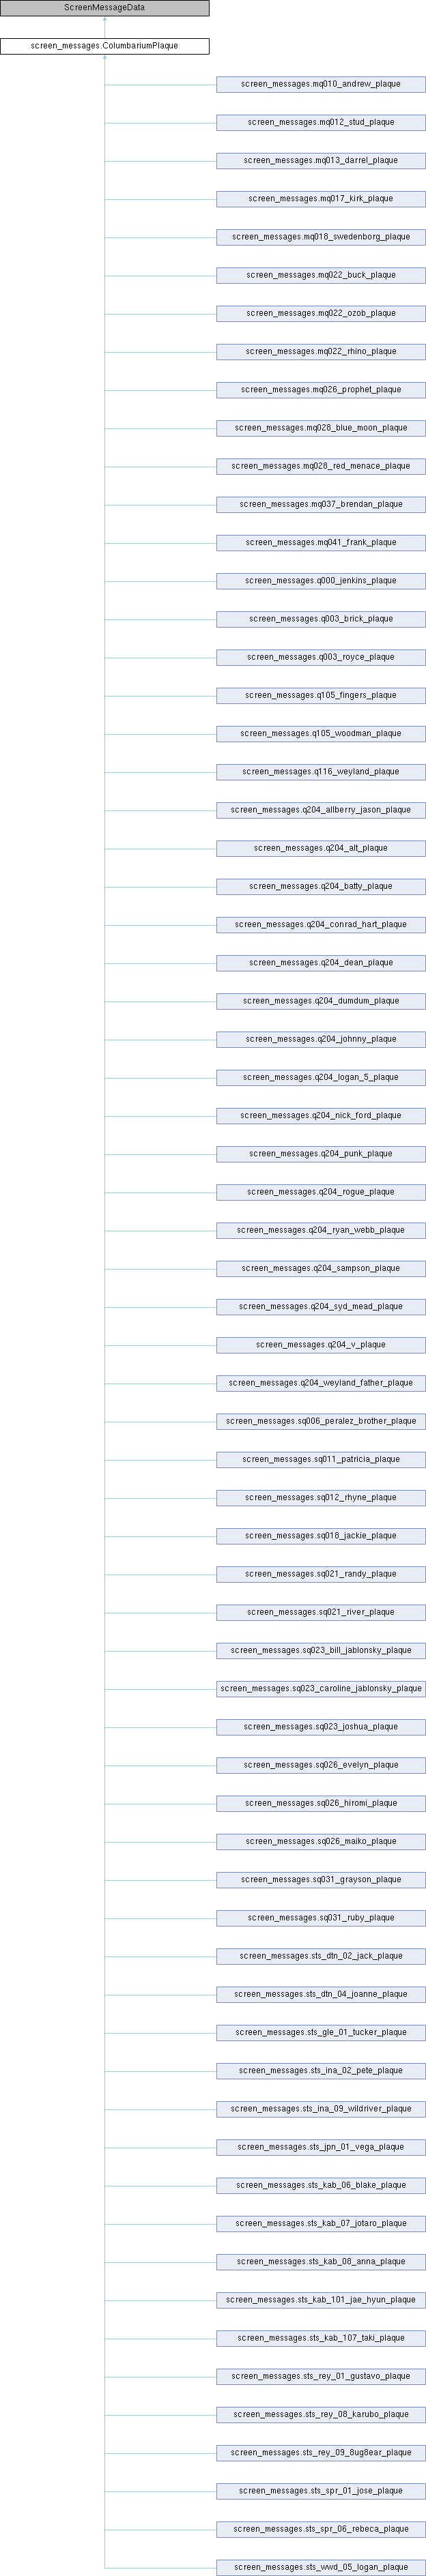 ScreenMessageData
screen_messages.ColumbariumPlaque
screen_messages.mq010_andrew_plaque
screen_messages.mq012_stud_plaque
screen_messages.mq013_darrel_plaque
screen_messages.mq017_kirk_plaque
screen_messages.mq018_swedenborg_plaque
screen_messages.mq022_buck_plaque
screen_messages.mq022_ozob_plaque
screen_messages.mq022_rhino_plaque
screen_messages.mq026_prophet_plaque
screen_messages.mq028_blue_moon_plaque
screen_messages.mq028_red_menace_plaque
screen_messages.mq037_brendan_plaque
screen_messages.mq041_frank_plaque
screen_messages.q000_jenkins_plaque
screen_messages.q003_brick_plaque
screen_messages.q003_royce_plaque
screen_messages.q105_fingers_plaque
screen_messages.q105_woodman_plaque
screen_messages.q116_weyland_plaque
screen_messages.q204_allberry_jason_plaque
screen_messages.q204_alt_plaque
screen_messages.q204_batty_plaque
screen_messages.q204_conrad_hart_plaque
screen_messages.q204_dean_plaque
screen_messages.q204_dumdum_plaque
screen_messages.q204_johnny_plaque
screen_messages.q204_logan_5_plaque
screen_messages.q204_nick_ford_plaque
screen_messages.q204_punk_plaque
screen_messages.q204_rogue_plaque
screen_messages.q204_ryan_webb_plaque
screen_messages.q204_sampson_plaque
screen_messages.q204_syd_mead_plaque
screen_messages.q204_v_plaque
screen_messages.q204_weyland_father_plaque
screen_messages.sq006_peralez_brother_plaque
screen_messages.sq011_patricia_plaque
screen_messages.sq012_rhyne_plaque
screen_messages.sq018_jackie_plaque
screen_messages.sq021_randy_plaque
screen_messages.sq021_river_plaque
screen_messages.sq023_bill_jablonsky_plaque
screen_messages.sq023_caroline_jablonsky_plaque
screen_messages.sq023_joshua_plaque
screen_messages.sq026_evelyn_plaque
screen_messages.sq026_hiromi_plaque
screen_messages.sq026_maiko_plaque
screen_messages.sq031_grayson_plaque
screen_messages.sq031_ruby_plaque
screen_messages.sts_dtn_02_jack_plaque
screen_messages.sts_dtn_04_joanne_plaque
screen_messages.sts_gle_01_tucker_plaque
screen_messages.sts_ina_02_pete_plaque
screen_messages.sts_ina_09_wildriver_plaque
screen_messages.sts_jpn_01_vega_plaque
screen_messages.sts_kab_06_blake_plaque
screen_messages.sts_kab_07_jotaro_plaque
screen_messages.sts_kab_08_anna_plaque
screen_messages.sts_kab_101_jae_hyun_plaque
screen_messages.sts_kab_107_taki_plaque
screen_messages.sts_rey_01_gustavo_plaque
screen_messages.sts_rey_08_karubo_plaque
screen_messages.sts_rey_09_8ug8ear_plaque
screen_messages.sts_spr_01_jose_plaque
screen_messages.sts_spr_06_rebeca_plaque
screen_messages.sts_wwd_05_logan_plaque